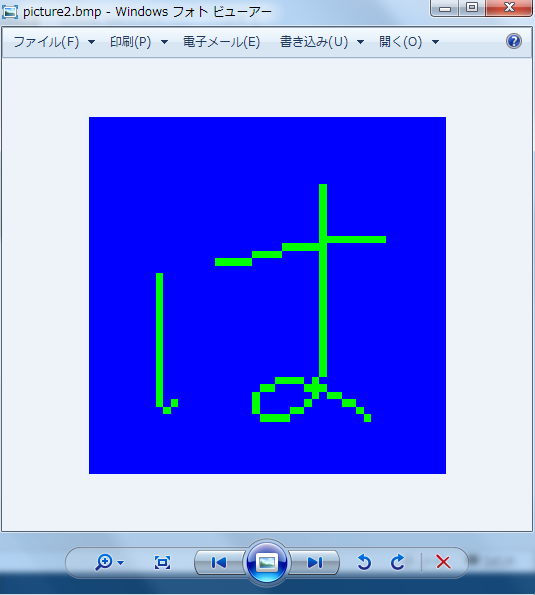 picture2.bmp - Windows フォト ビューアー
ファイル(F) 印刷(P) 電子メール(E) 書き込み(U) 開く(O)
は